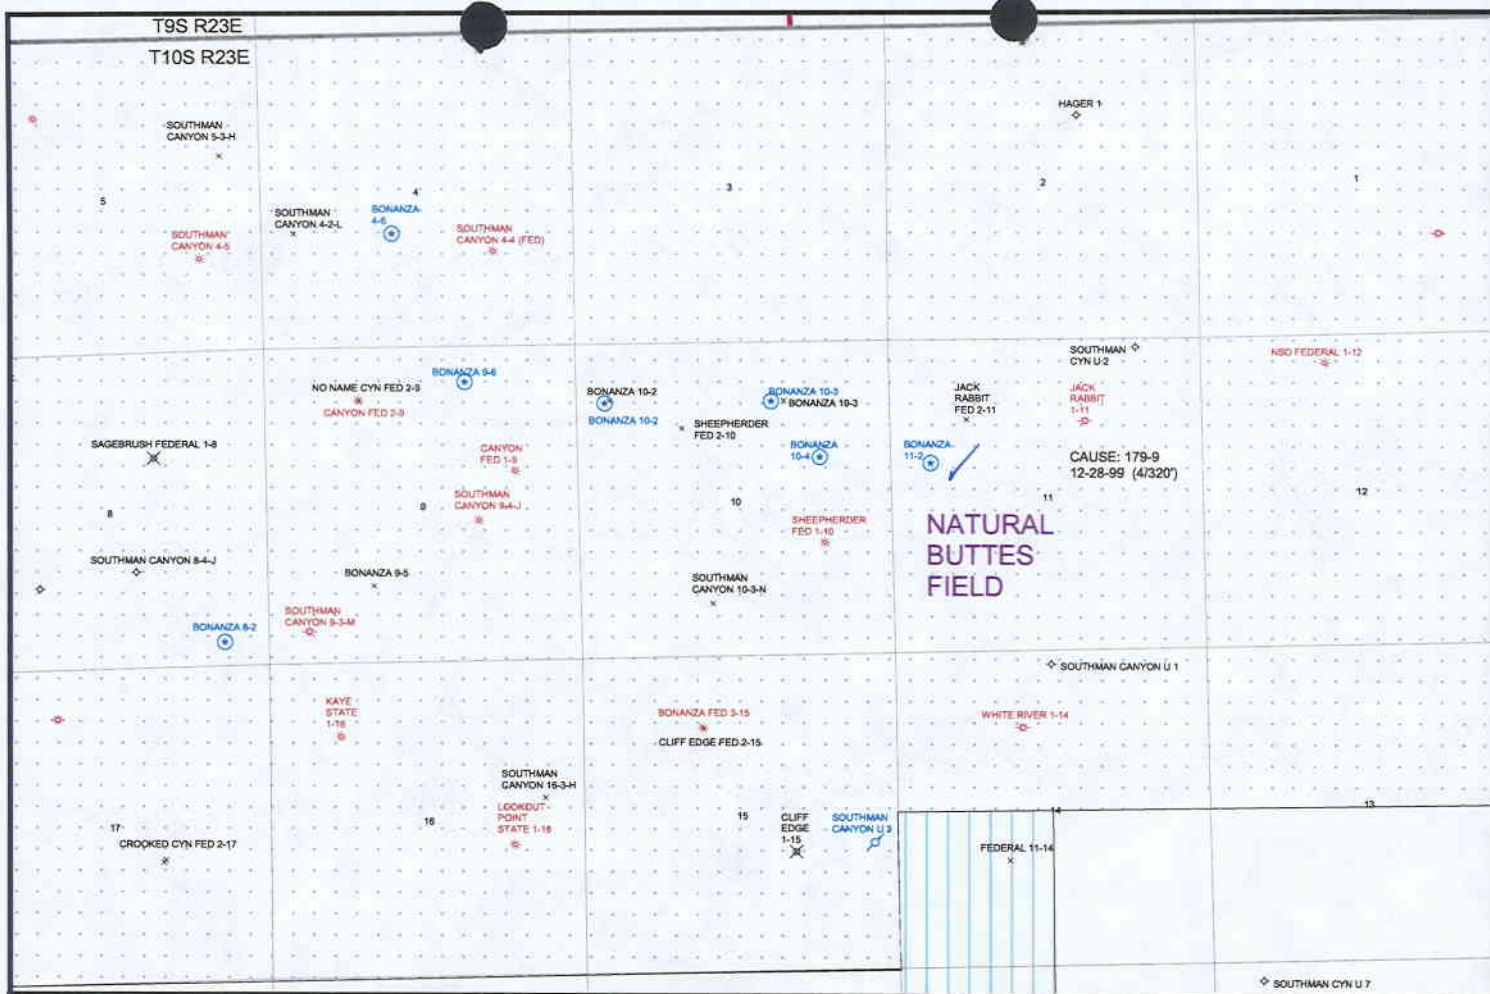 T9S R23E
T10S R23E
HAGER 1
SOUTHMAN
CANYON 5-3-H
5
4
3
2
1
SOUTHMAN
CANYON 4-2-L
BONANZA
4-6
SOUTHMAN
CANYON 4-5
SOUTHMAN
CANYON 4-4 (FED)
SOUTHMAN
CYN U-2
NSO FEDERAL 1-12
NO NAME CYN FED 2-9
CANYON FED 2-9
BONANZA 9-6
BONANZA 10-2
BONANZA 10-2
BONANZA 10-3
BONANZA 10-3
JACK
RABBIT
FED 2-11
JACK
RABBIT
1-11
SHEEPHERDER
FED 2-10
SAGEBRUSH FEDERAL 1-8
CANYON
FED 1-9
BONANZA
10-4
BONANZA
11-2
CAUSE: 179-9
12-28-99 (4/320')
SOUTHMAN
CANYON 9-4-J
8
9
10
11
12
SHEEPHERDER
FED 1-10
NATURAL
BUTTES
FIELD
SOUTHMAN CANYON 8-4-J
BONANZA 9-5
SOUTHMAN
CANYON 10-3-N
SOUTHMAN
CANYON 9-3-M
BONANZA 8-2
SOUTHMAN CANYON U 1
KAYE
STATE
1-16
BONANZA FED 3-15
CLIFF EDGE FED 2-15
WHITE RIVER 1-14
SOUTHMAN
CANYON 16-3-H
LOOKOUT
POINT
STATE 1-16
17
16
15
14
13
CLIFF
EDGE
1-15
SOUTHMAN
CANYON U 3
CROOKED CYN FED 2-17
FEDERAL 11-14
SOUTHMAN CYN U 7